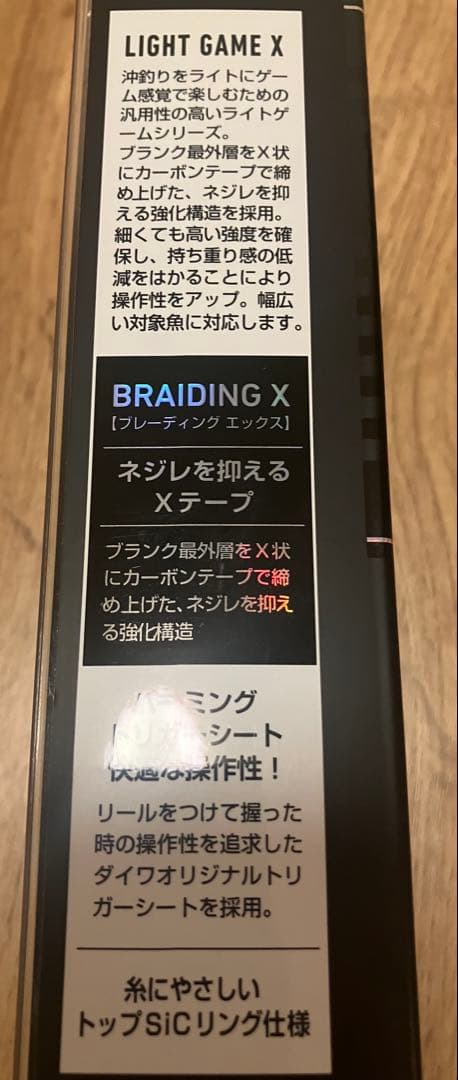 LIGHT GAME X
沖釣りをライトにゲー
ム感覚で楽しむための
汎用性の高いライトゲ
ームシリーズ。
ブランク最外層をX状
にカーボンテープで締
め上げた、ネジレを抑
える強化構造を採用。
細くても高い強度を確
保し、持ち重り感の低
減をはかることにより
操作性をアップ。幅広
い対象魚に対応します。
BRAIDING X
【ブレーディング エックス】
ネジレを抑える
Xテープ
ブランク最外層をX状
にカーボンテープで締
め上げた、ネジレを抑え
る強化構造
パーミング
トリガーシート
快適な操作性!
リールをつけて握った
時の操作性を追求した
ダイワオリジナルトリ
ガーシートを採用。
糸にやさしい
トップSiCリング仕様